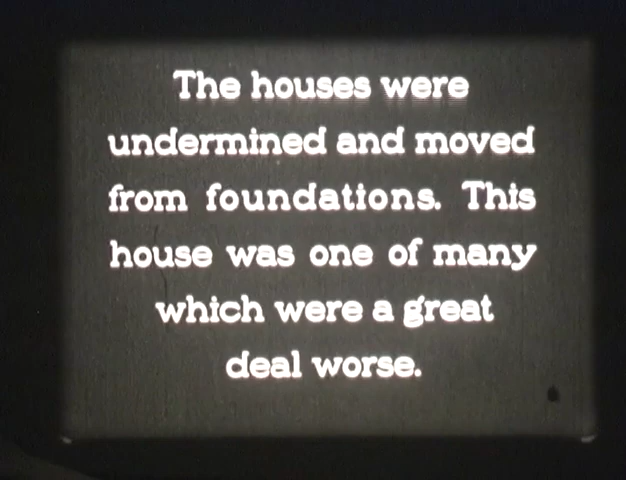 The houses were
undermined and moved
from foundations. This
house was one of many
which were a great
deal worse.